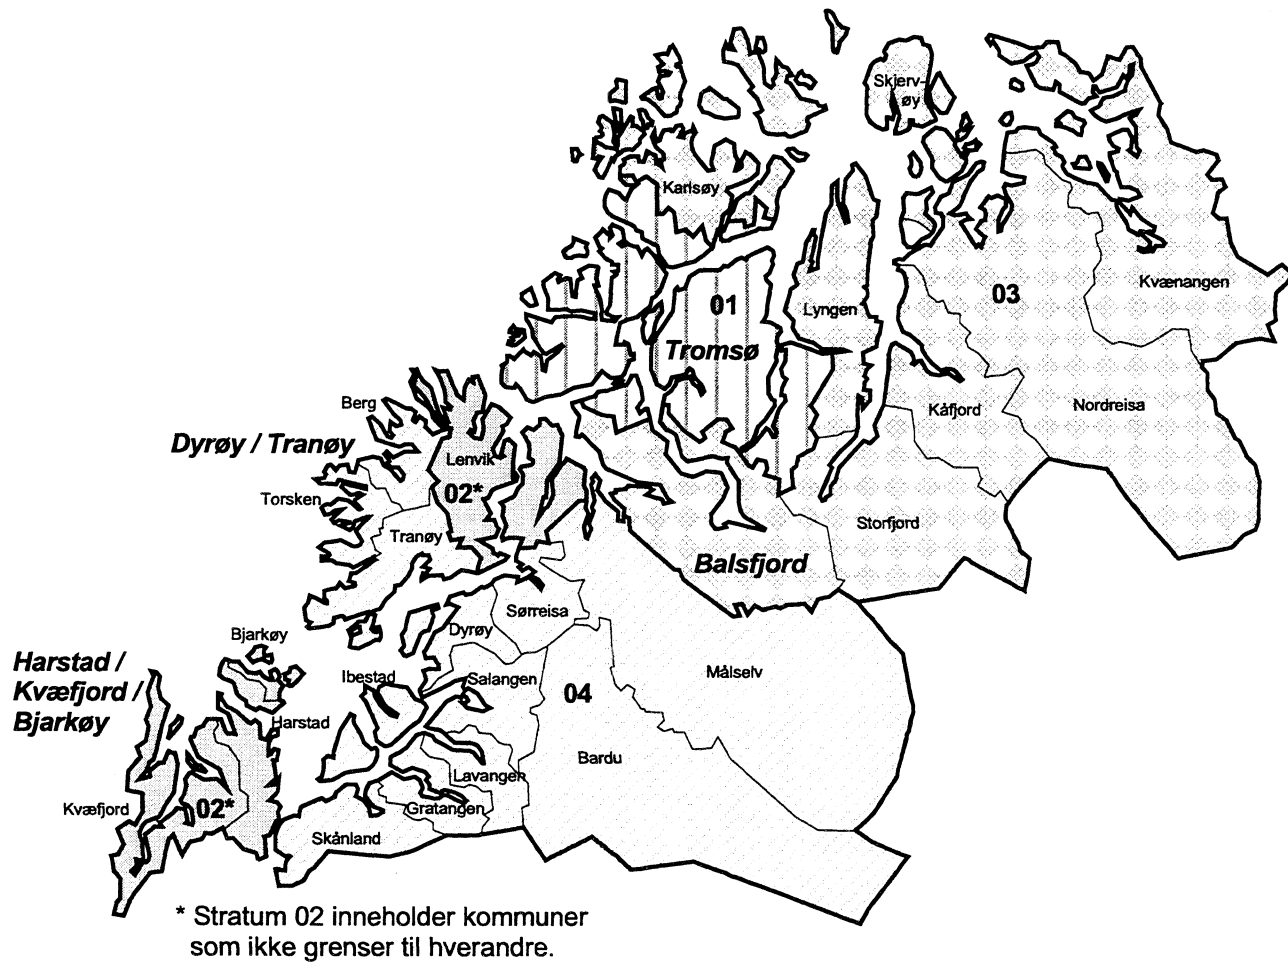 Skjerv-
øy
Karlsøy
01
Tromsø
Lyngen
03
Kvænangen
Kåfjord
Nordreisa
Storfjord
Balsfjord
Berg
Dyrøy / Tranøy
Lenvik
02*
Torsken
Tranøy
Sørreisa
Dyrøy
Bjarkøy
Harstad /
Kvæfjord /
Bjarkøy
Ibestad
Salangen
Målselv
04
Harstad
Bardu
Lavangen
Kvæfjord
02*
Gratangen
Skånland
* Stratum 02 inneholder kommuner
som ikke grenser til hverandre.